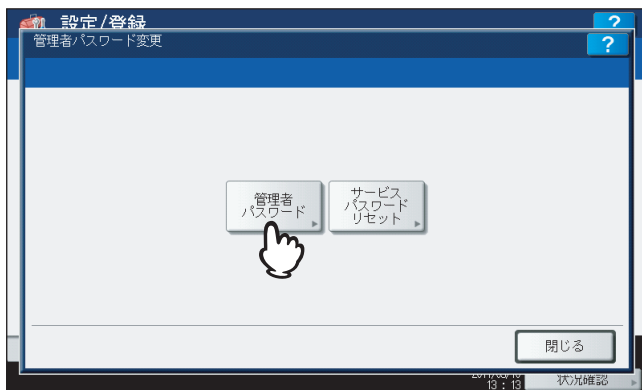 設定/登録
?
管理者パスワード変更
?
管理者
パスワード
サービス
パスワード
リセット
閉じる
13 : 13
状況確認